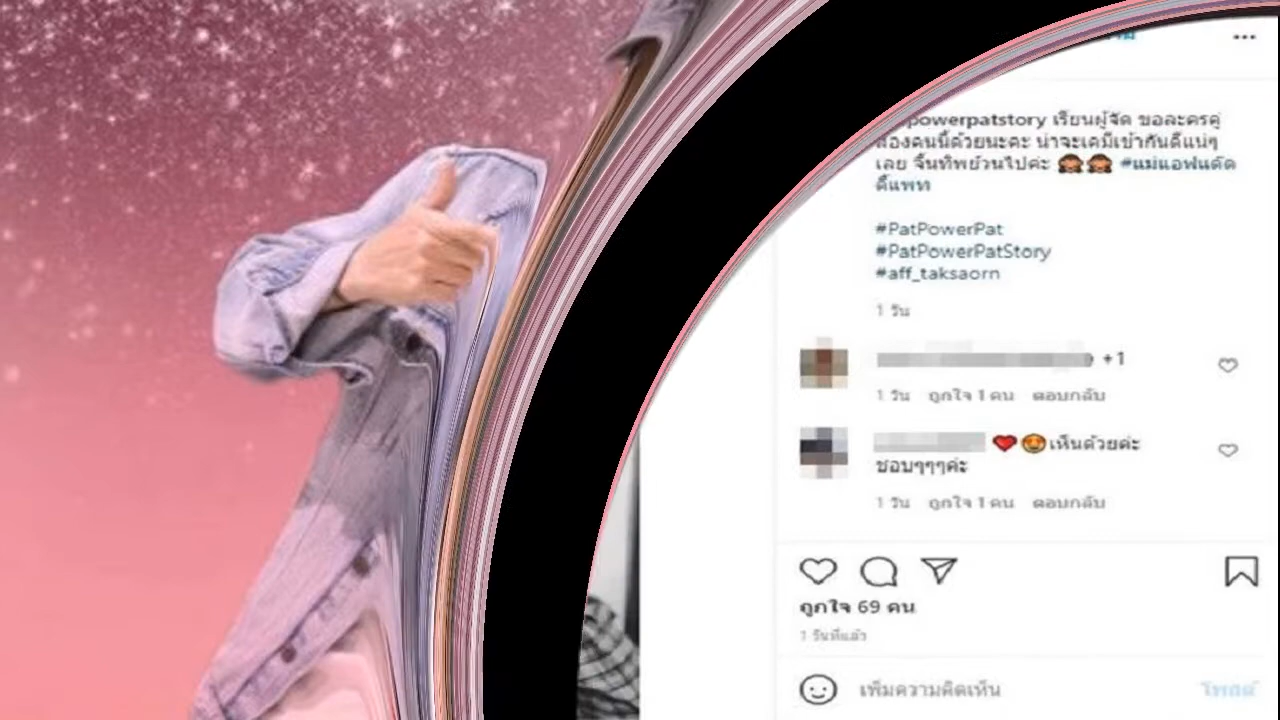 powerpatstory เรียนผู้จัด ขอละครคู่
สองคนนี้ด้วยนะคะ น่าจะเคมีเข้ากันดีแน่ๆ
เลย จิ้นทิพย์วนไปค่ะ 🙈🙈 #แม่แอฟแด๊ด
ดี้แพท
#PatPowerPat
#PatPowerPatStory
#aff_taksaorn
1 วัน
+1
1 วัน ถูกใจ 1 คน ตอบกลับ
❤️😍เห็นด้วยค่ะ
ชอบๆๆๆค่ะ
1 วัน ถูกใจ 1 คน ตอบกลับ
ถูกใจ 69 คน
1 วันที่แล้ว
เพิ่มความคิดเห็น
โพสต์